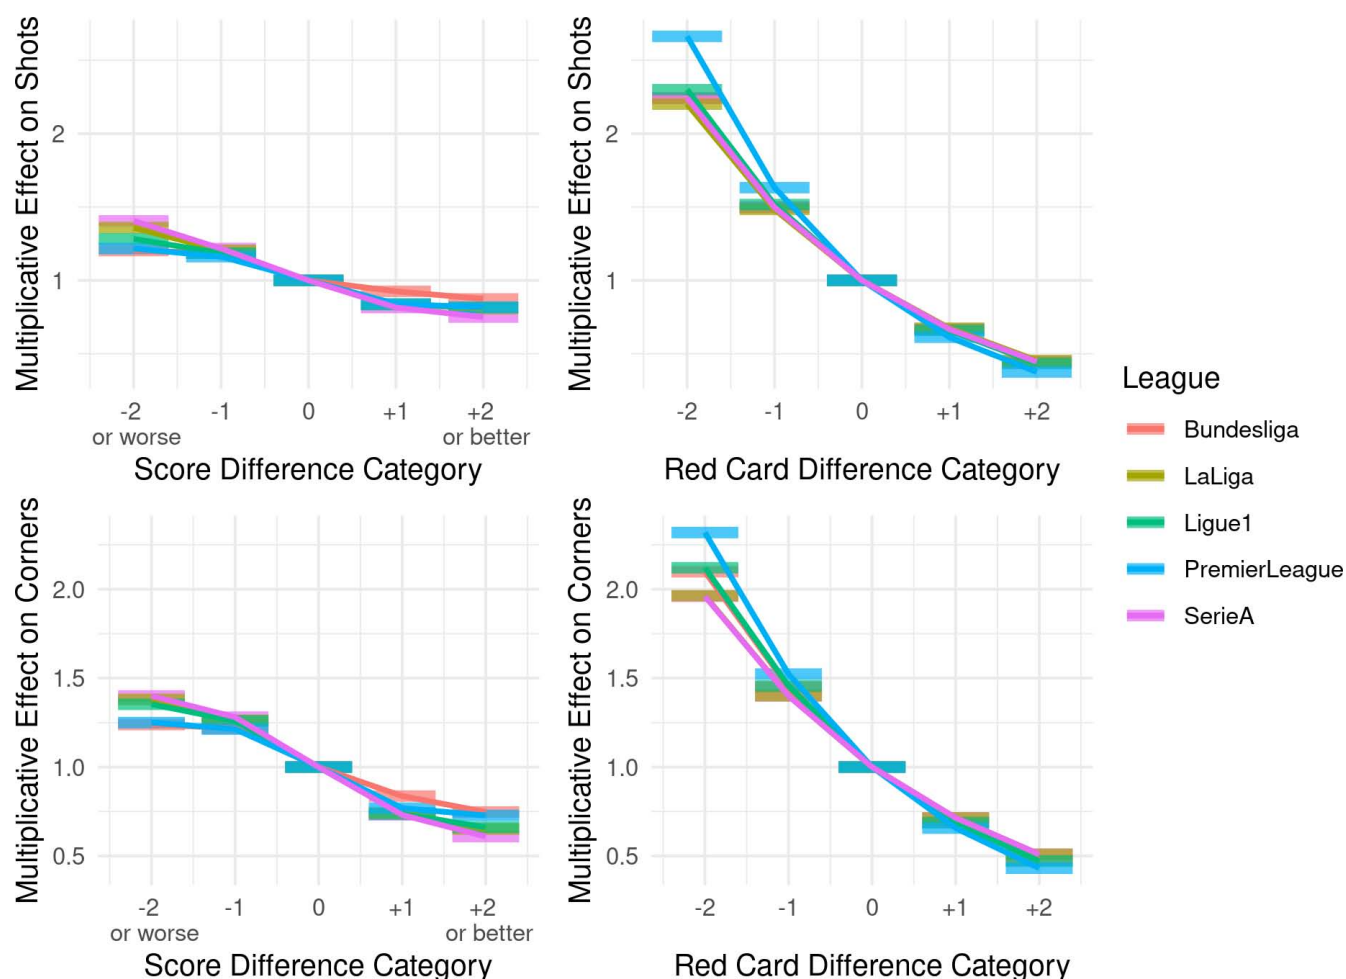 Multiplicative Effect on Shots
2
1
-2
or worse
-1
0
+1
+2
or better
Score Difference Category
Multiplicative Effect on Shots
2
1
-2
-1
0
+1
+2
Red Card Difference Category
Multiplicative Effect on Corners
2.0
1.5
1.0
0.5
-2
or worse
-1
0
+1
+2
or better
Score Difference Category
Multiplicative Effect on Corners
2.0
1.5
1.0
0.5
-2
-1
0
+1
+2
Red Card Difference Category
League
Bundesliga
LaLiga
Ligue1
PremierLeague
SerieA